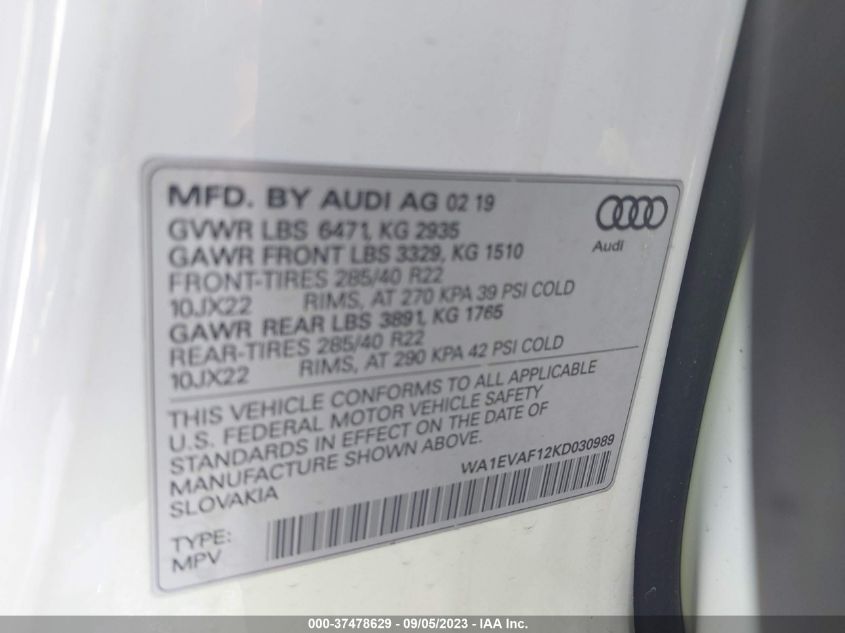 MFD. BY AUDI AG 02 19
GVWR LBS 6471, KG 2935
GAWR FRONT LBS 3329, KG 1510
FRONT-TIRES 285/40 R22
10JX22 RIMS, AT 270 KPA 39 PSI COLD
GAWR REAR LBS 3891, KG 1765
REAR-TIRES 285/40 R22
10JX22 RIMS, AT 290 KPA 42 PSI COLD
Audi
THIS VEHICLE CONFORMS TO ALL APPLICABLE
U.S. FEDERAL MOTOR VEHICLE SAFETY
STANDARDS IN EFFECT ON THE DATE OF
MANUFACTURE SHOWN ABOVE.
SLOVAKIA
WA1EVAF12KD030989
TYPE:
MPV
000-37478629 - 09/05/2023 - IAA Inc.